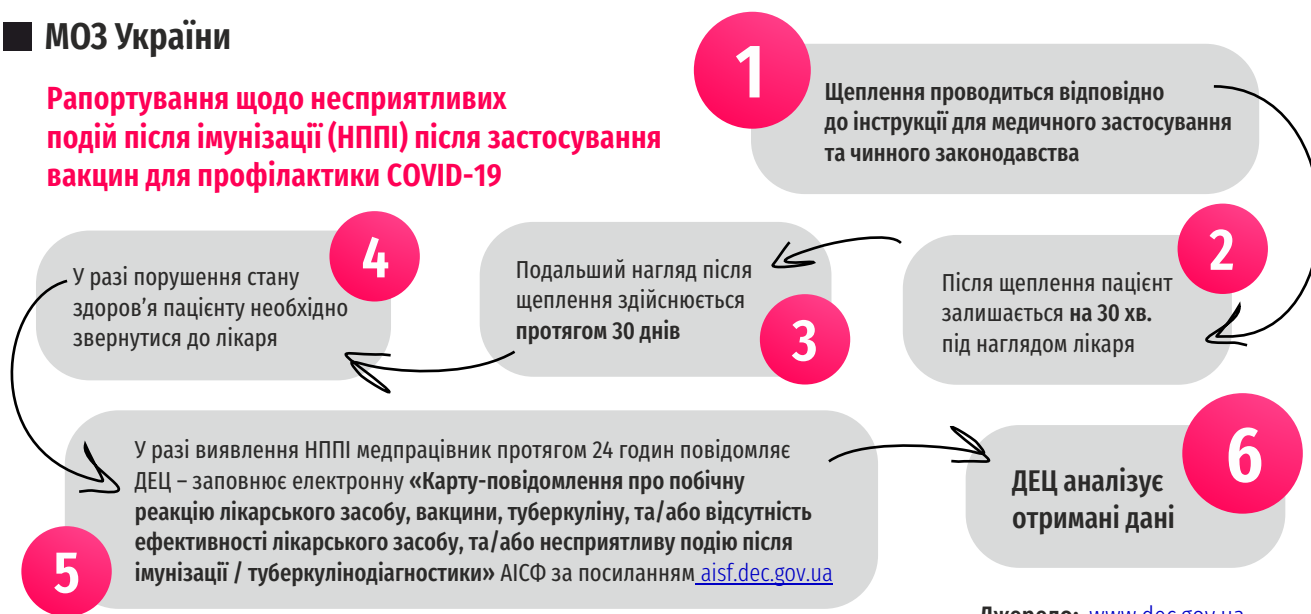 МОЗ України
Рапортування щодо несприятливих
подій після імунізації (НППІ) після застосування
вакцин для профілактики COVID-19
1
Щеплення проводиться відповідно
до інструкції для медичного застосування
та чинного законодавства
2
Після щеплення пацієнт
залишається на 30 хв.
під наглядом лікаря
3
Подальший нагляд після
щеплення здійснюється
протягом 30 днів
4
У разі порушення стану
здоров’я пацієнту необхідно
звернутися до лікаря
5
У разі виявлення НППІ медпрацівник протягом 24 годин повідомляє
ДЕЦ – заповнює електронну «Карту-повідомлення про побічну
реакцію лікарського засобу, вакцини, туберкуліну, та/або відсутність
ефективності лікарського засобу, та/або несприятливу подію після
імунізації / туберкулінодіагностики» АІСФ за посиланням aisf.dec.gov.ua
6
ДЕЦ аналізує
отримані дані
Джерело: www.dec.gov.ua